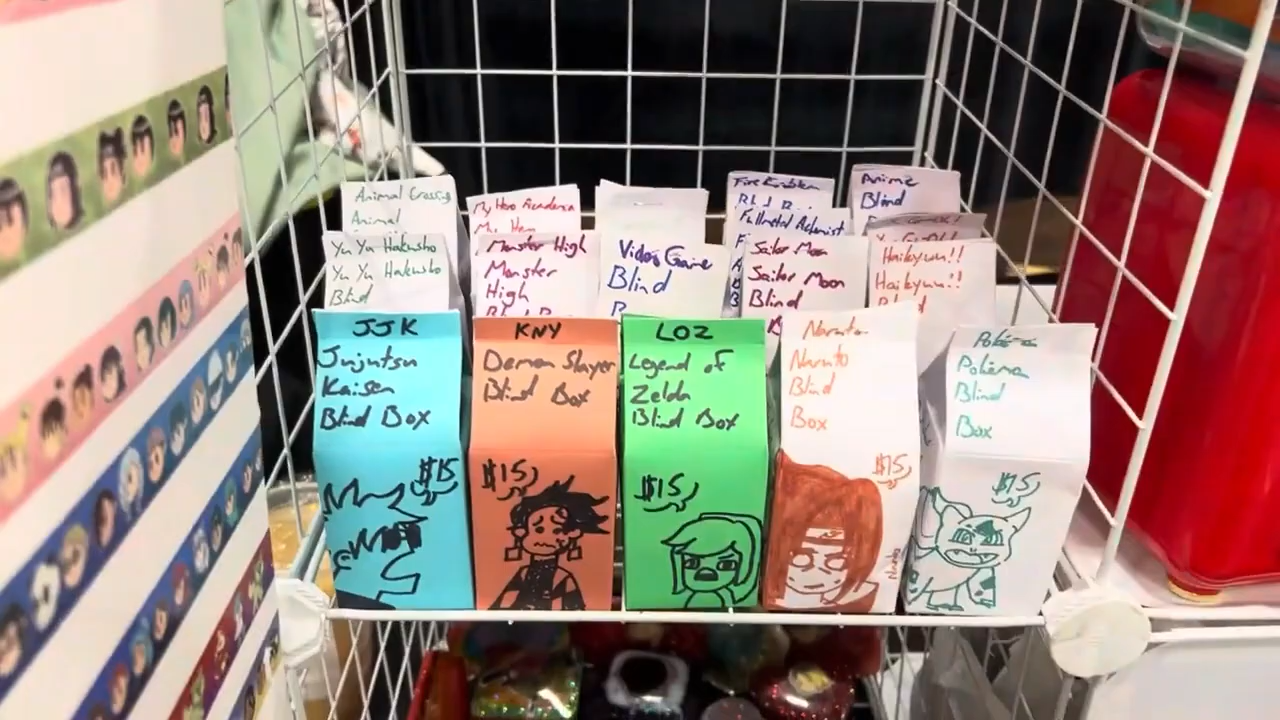 Animal Crossing
Animal
My Hero Academia
Fire Emblem
Anime
Blind
Fullmetal Alchemist
Yu Yu Hakusho
Yu Yu Hakusho
Blind
Monster High
Monster
High
Video Game
Blind
Sailor Moon
Sailor Moon
Blind
Haikyuu!!
Haikyuu!!
JJK
Jujutsu
Kaisen
Blind Box
$15
KNY
Demon Slayer
Blind Box
$15
LOZ
Legend of
Zelda
Blind Box
$15
Naruto
Naruto
Blind
Box
$15
Pokémon
Pokémon
Blind
Box
$15